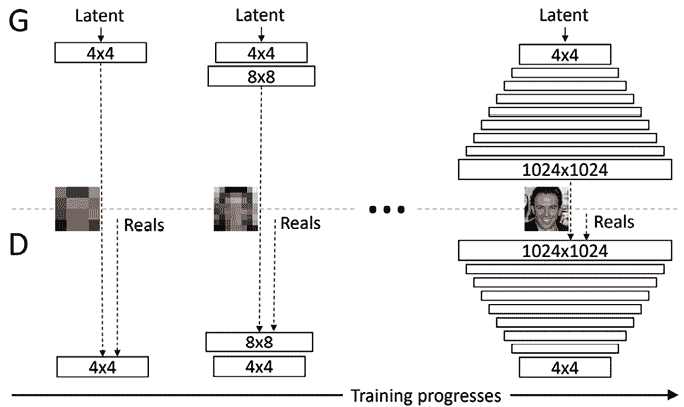 G
Latent
Latent
Latent
4x4
4x4
4x4
8x8
1024x1024
Reals
Reals
Reals
D
1024x1024
8x8
4x4
4x4
4x4
Training progresses